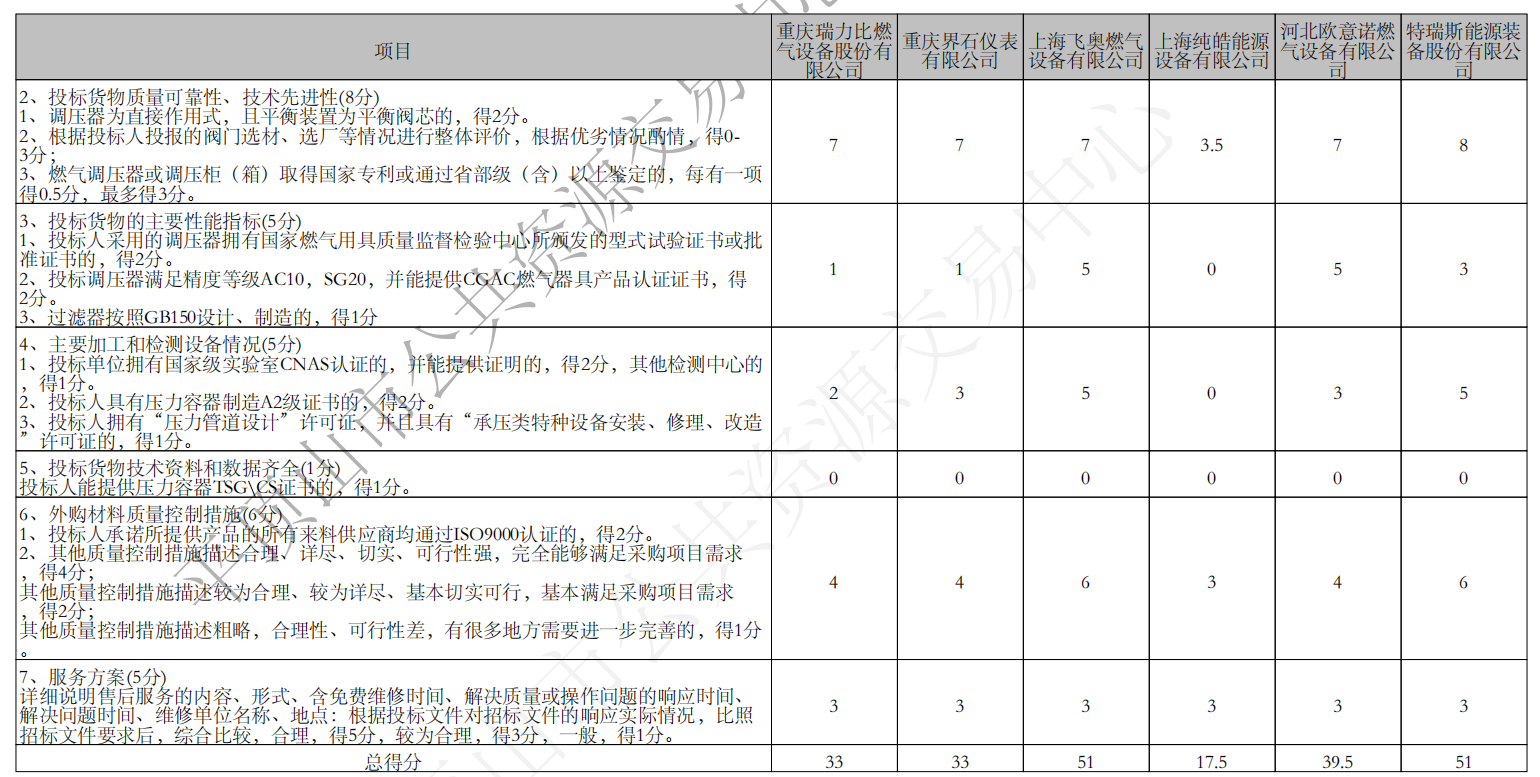 项目
重庆瑞力比燃
气设备股份有
限公司
重庆界石仪表
有限公司
上海飞奥燃气
设备有限公司
上海纯皓能源
设备有限公司
河北欧意诺燃
气设备有限公
司
特瑞斯能源装
备股份有限公
司
2、投标货物质量可靠性、技术先进性(8分)
1、调压器为直接作用式，且平衡装置为平衡阀芯的，得2分。
2、根据投标人投报的阀门选材、选厂等情况进行整体评价，根据优劣情况酌情，得0-
3分；
3、燃气调压器或调压柜（箱）取得国家专利或通过省部级（含）以上鉴定的，每有一项
得0.5分，最多得3分。
7 7 7 3.5 7 8
3、投标货物的主要性能指标(5分)
1、投标人采用的调压器拥有国家燃气用具质量监督检验中心所颁发的型式试验证书或批
准证书的，得2分。
2、投标调压器满足精度等级AC10，SG20，并能提供CGAC燃气器具产品认证证书，得
2分。
3、过滤器按照GB150设计、制造的，得1分
1 1 5 0 5 3
4、主要加工和检测设备情况(5分)
1、投标单位拥有国家级实验室CNAS认证的，并能提供证明的，得2分，其他检测中心的
，得1分。
2、投标人具有压力容器制造A2级证书的，得2分。
3、投标人拥有“压力管道设计”许可证，并且具有“承压类特种设备安装、修理、改造
”许可证的，得1分。
2 3 5 0 3 5
5、投标货物技术资料和数据齐全(1分)
投标人能提供压力容器TSG\CS证书的，得1分。
0 0 0 0 0 0
6、外购材料质量控制措施(6分)
1、投标人承诺所提供产品的所有来料供应商均通过ISO9000认证的，得2分。
2、其他质量控制措施描述合理、详尽、切实、可行性强，完全能够满足采购项目需求
，得4分；
其他质量控制措施描述较为合理、较为详尽、基本切实可行，基本满足采购项目需求
，得2分；
其他质量控制措施描述粗略，合理性、可行性差，有很多地方需要进一步完善的，得1分
。
4 4 6 3 4 6
7、服务方案(5分)
详细说明售后服务的内容、形式、含免费维修时间、解决质量或操作问题的响应时间、
解决问题时间、维修单位名称、地点：根据投标文件对招标文件的响应实际情况，比照
招标文件要求后，综合比较，合理，得5分，较为合理，得3分，一般，得1分。
3 3 3 3 3 3
总得分 33 33 51 17.5 39.5 51
平顶山市公共资源交易中心
山市公共资源交易中心